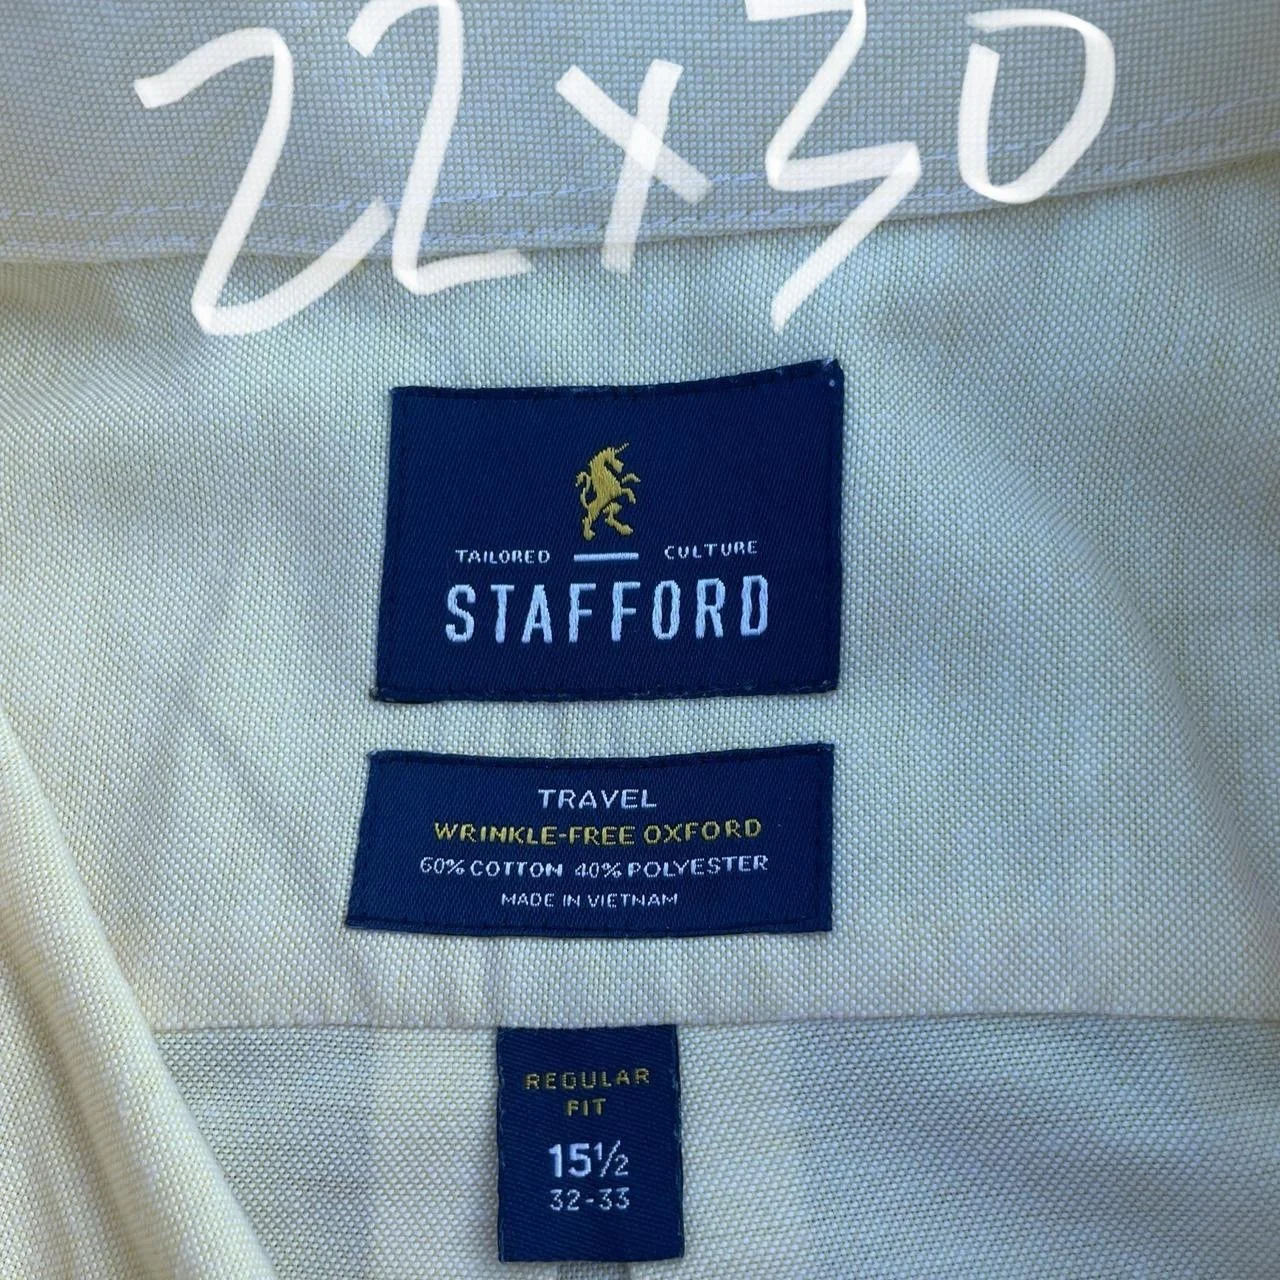 22x30
TAILORED CULTURE
STAFFORD
TRAVEL
WRINKLE-FREE OXFORD
60% COTTON 40% POLYESTER
MADE IN VIETNAM
REGULAR
FIT
15½
32-33